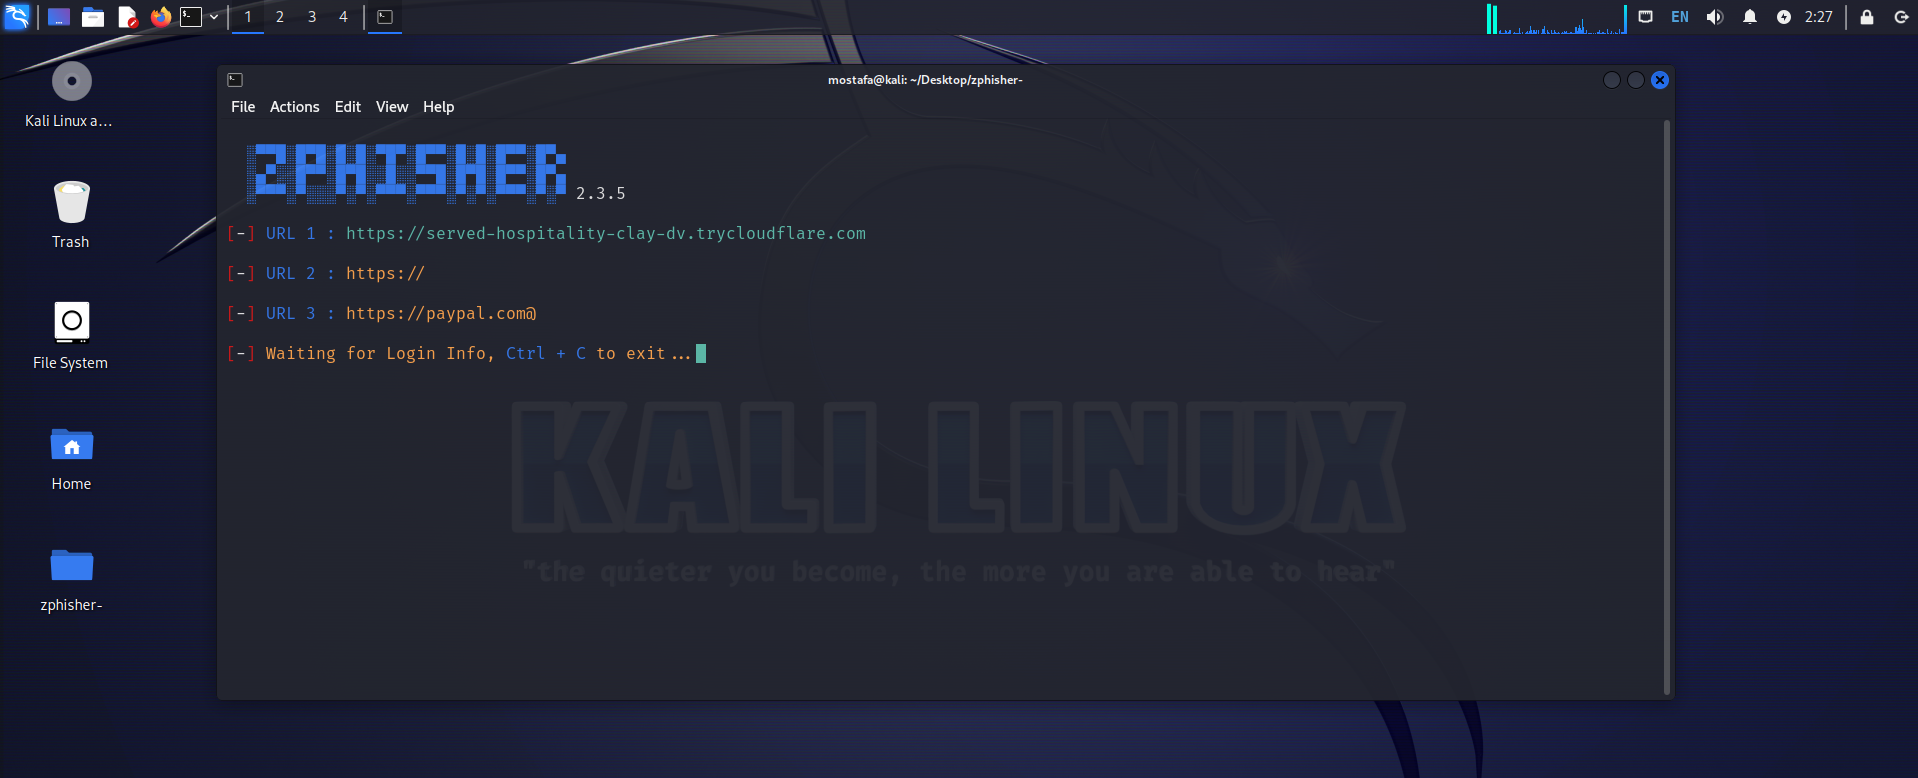 1 2 3 4
EN 2:27
mostafa@kali: ~/Desktop/zphisher-
File Actions Edit View Help
ZPHISHER 2.3.5
[-] URL 1 : https://served-hospitality-clay-dv.trycloudflare.com
[-] URL 2 : https://
[-] URL 3 : https://paypal.com@
[-] Waiting for Login Info, Ctrl + C to exit...
KALI LINUX
"the quieter you become, the more you are able to hear"
Kali Linux a...
Trash
File System
Home
zphisher-